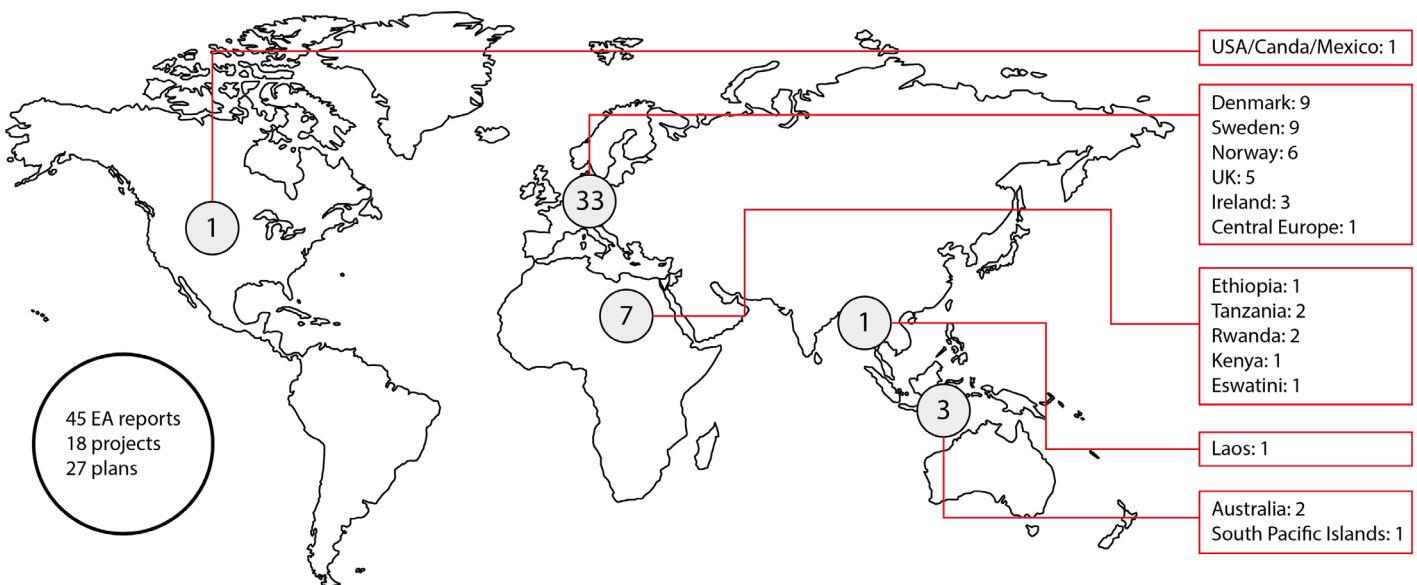 USA/Canda/Mexico: 1
Denmark: 9
Sweden: 9
Norway: 6
UK: 5
Ireland: 3
Central Europe: 1
1
33
7
1
3
Ethiopia: 1
Tanzania: 2
Rwanda: 2
Kenya: 1
Eswatini: 1
Laos: 1
Australia: 2
South Pacific Islands: 1
45 EA reports
18 projects
27 plans